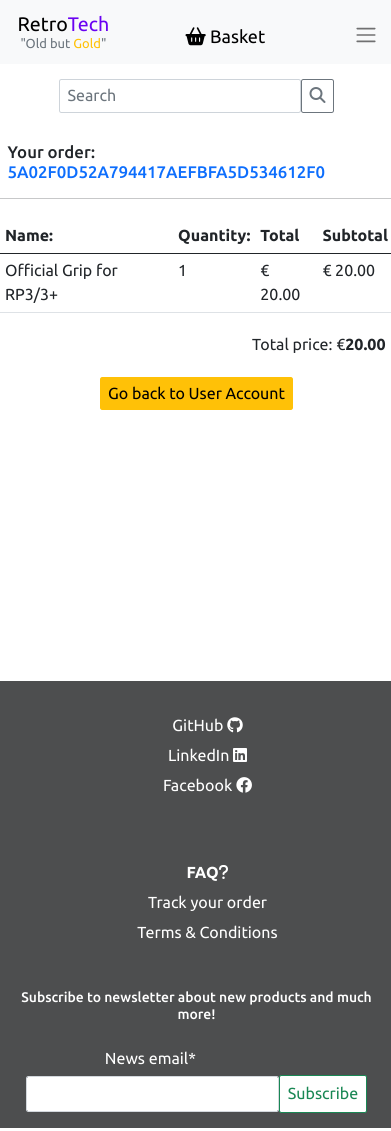 RetroTech
"Old but Gold"
Basket
Search
Your order:
5A02F0D52A794417AEFBFA5D534612F0
Name: Quantity: Total Subtotal
Official Grip for 1 € € 20.00
RP3/3+ 20.00
Total price: €20.00
Go back to User Account
GitHub
LinkedIn
Facebook
FAQ?
Track your order
Terms & Conditions
Subscribe to newsletter about new products and much
more!
News email*
Subscribe